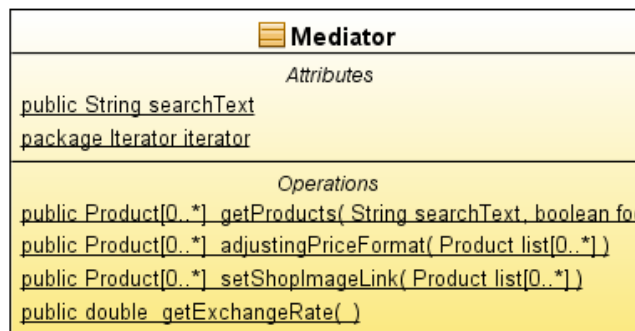 Mediator
Attributes
public String searchText
package Iterator iterator
Operations
public Product[0..*] getProducts( String searchText, boolean
public Product[0..*] adjustingPriceFormat( Product list[0..*] )
public Product[0..*] setShopImageLink( Product list[0..*] )
public double getExchangeRate( )